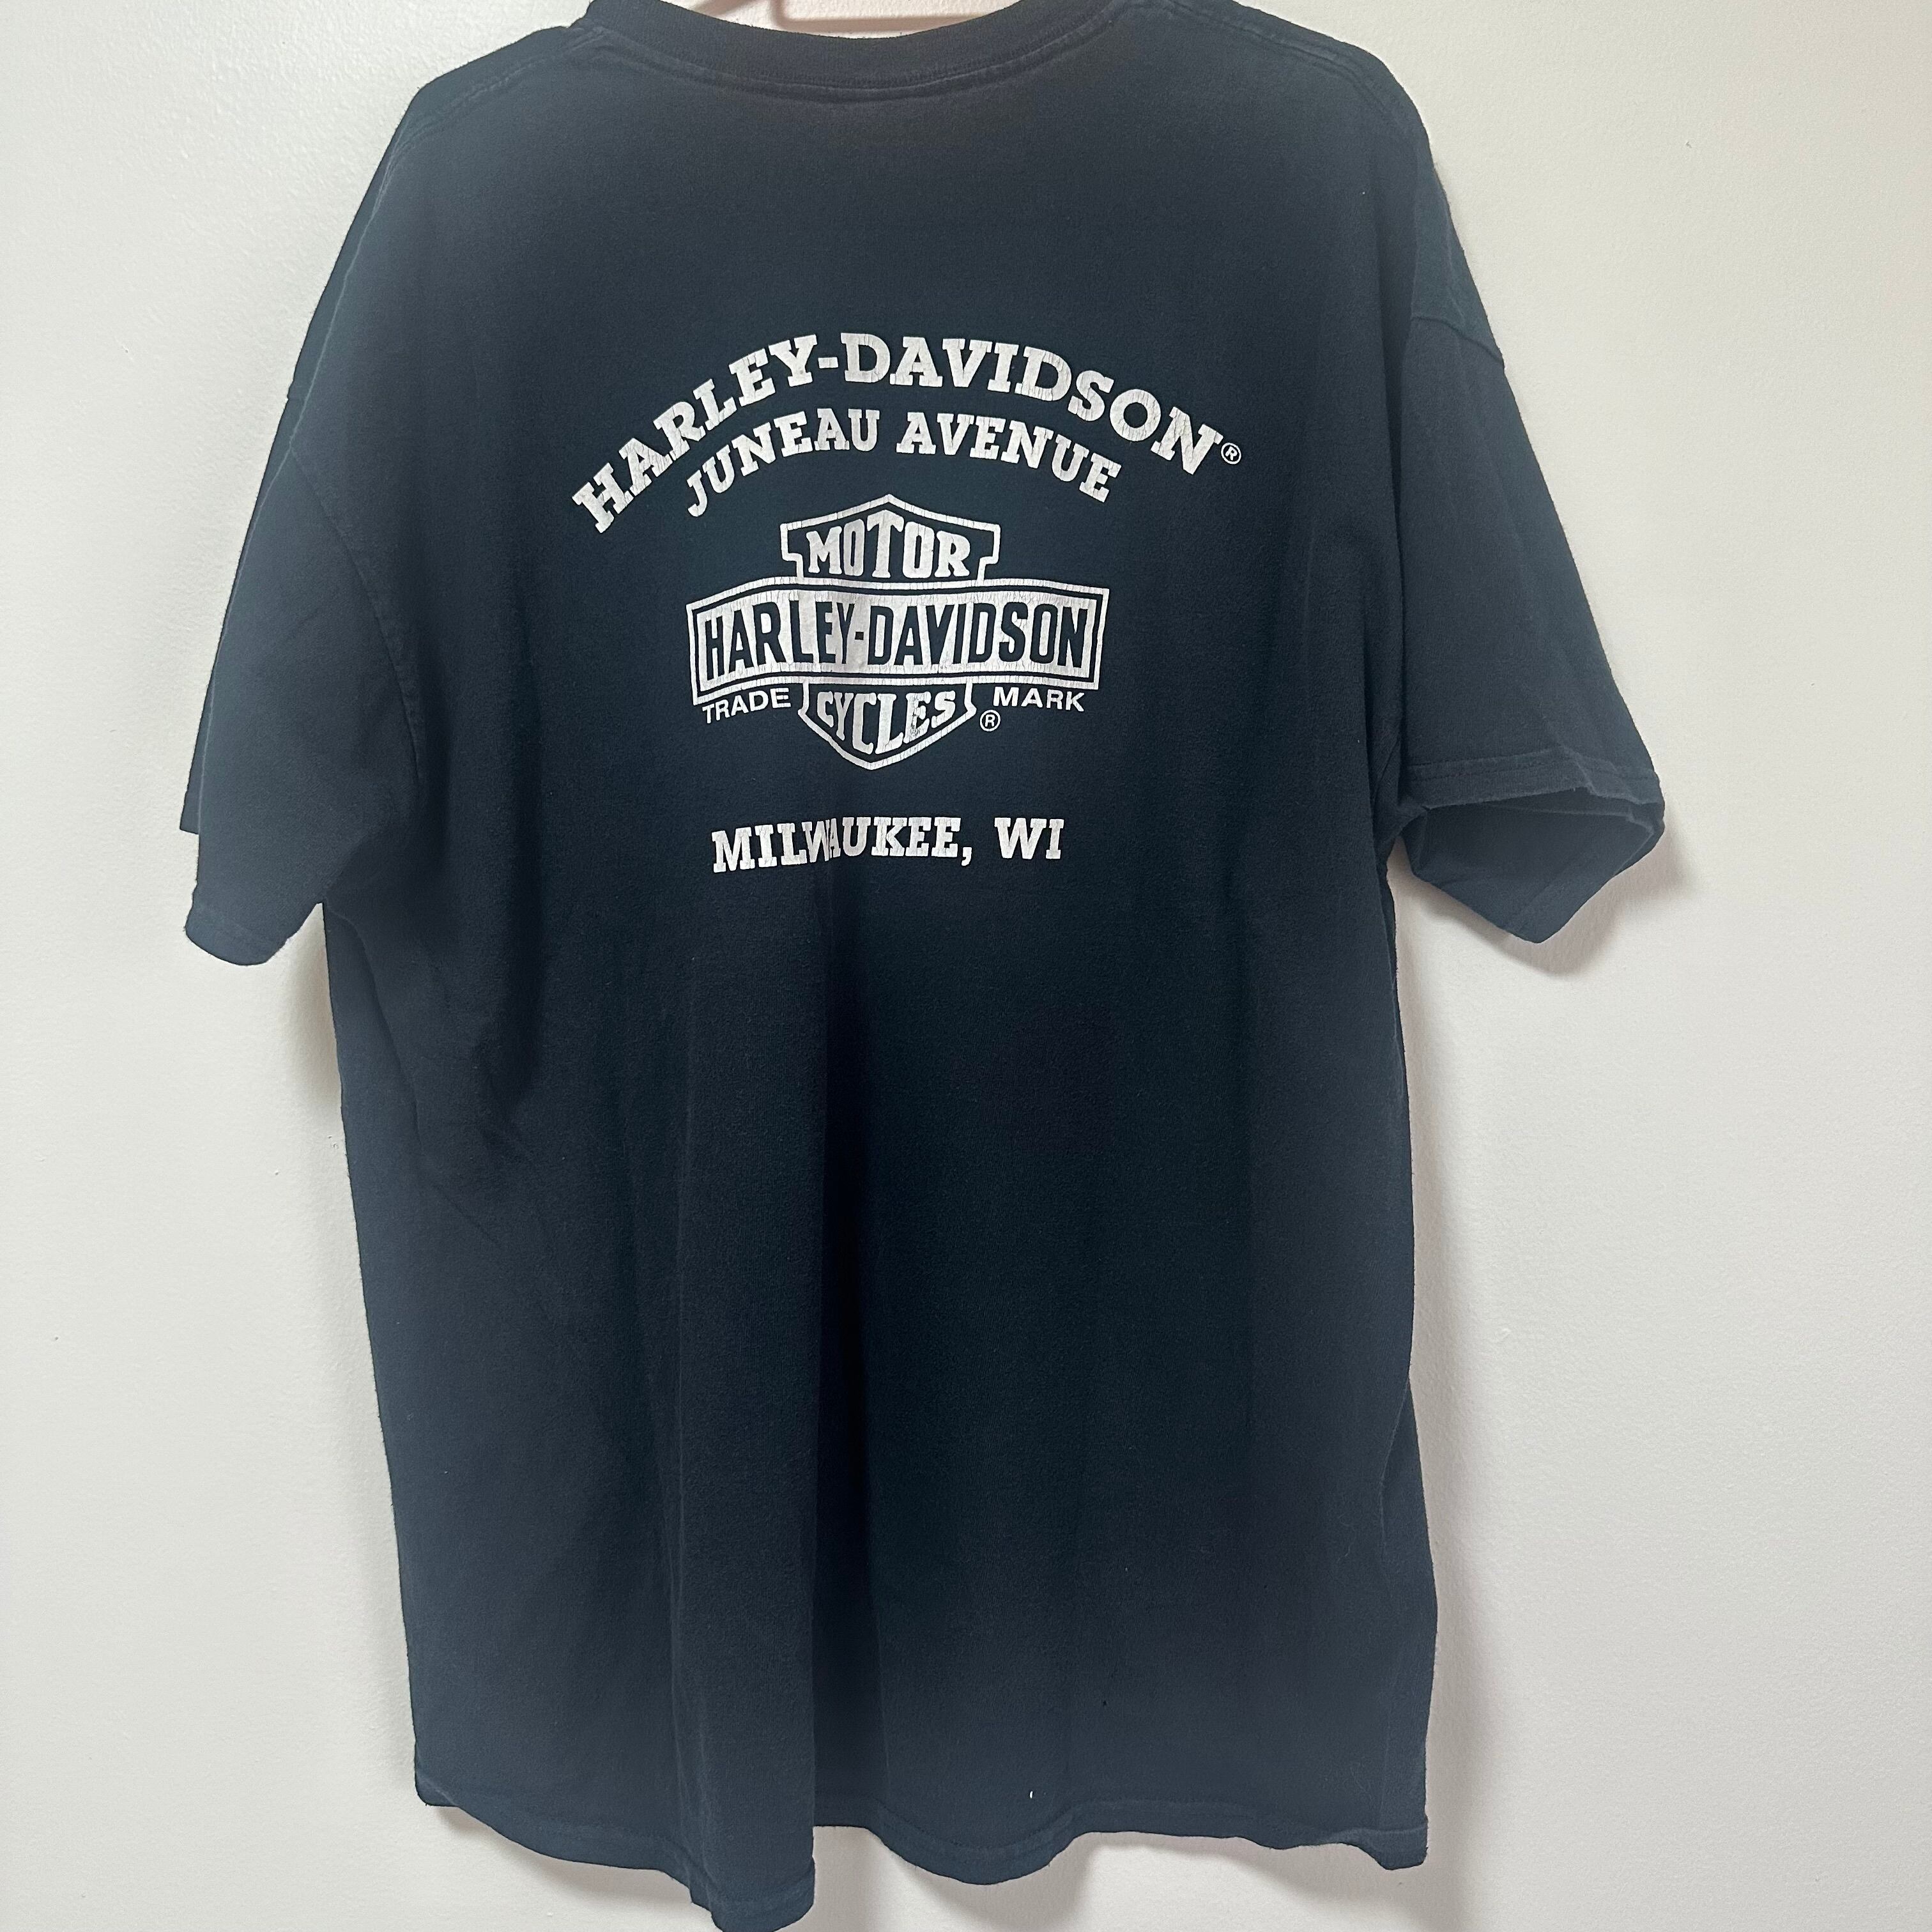 HARLEY-DAVIDSON®
JUNEAU AVENUE
MOTOR
HARLEY-DAVIDSON
TRADE CYCLES® MARK
MILWAUKEE, WI